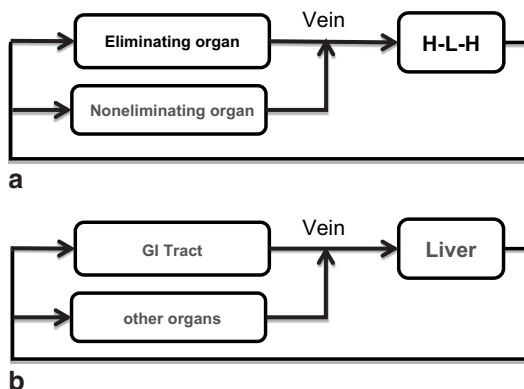 Vein
Eliminating organ
H-L-H
Noneliminating organ
a
Vein
GI Tract
Liver
other organs
b